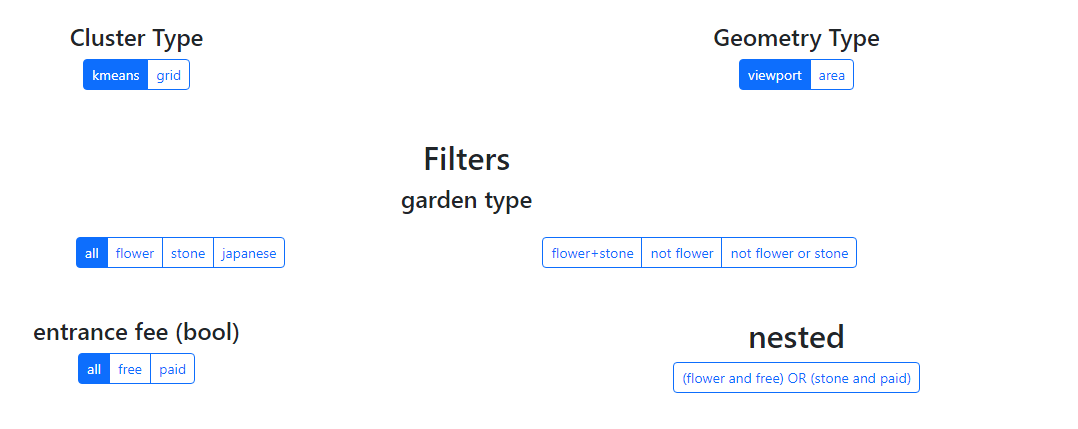 Cluster Type
Geometry Type
kmeans grid
viewport area
Filters
garden type
all flower stone japanese
flower+stone not flower not flower or stone
entrance fee (bool)
nested
all free paid
(flower and free) OR (stone and paid)